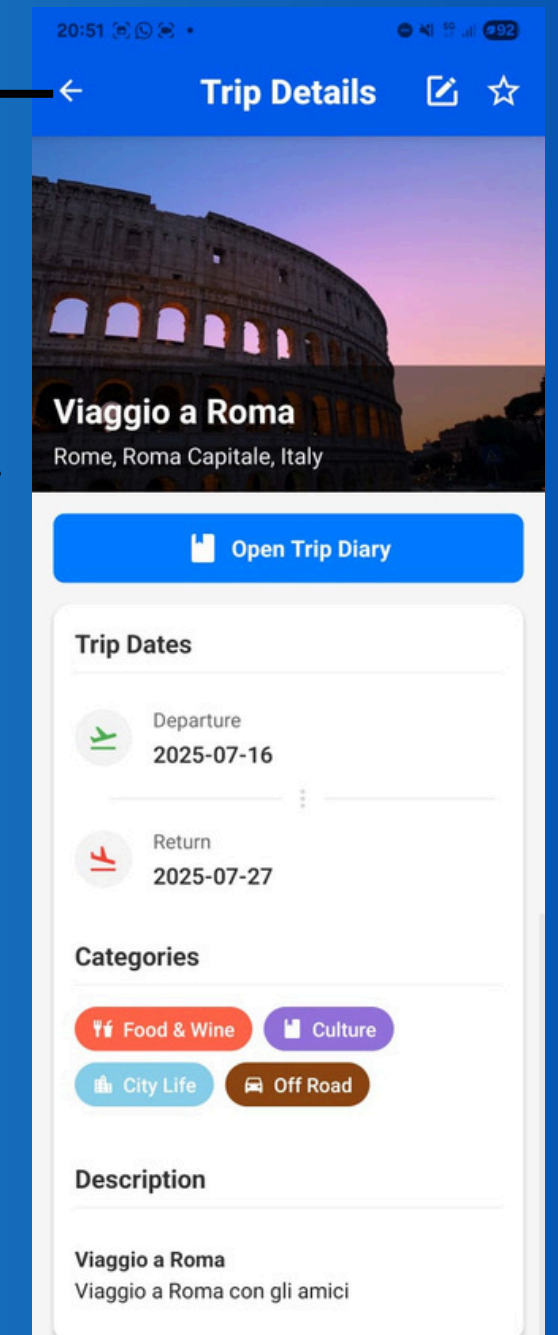 20:51
92
Trip Details
Viaggio a Roma
Rome, Roma Capitale, Italy
Open Trip Diary
Trip Dates
Departure
2025-07-16
Return
2025-07-27
Categories
Food & Wine
Culture
City Life
Off Road
Description
Viaggio a Roma
Viaggio a Roma con gli amici